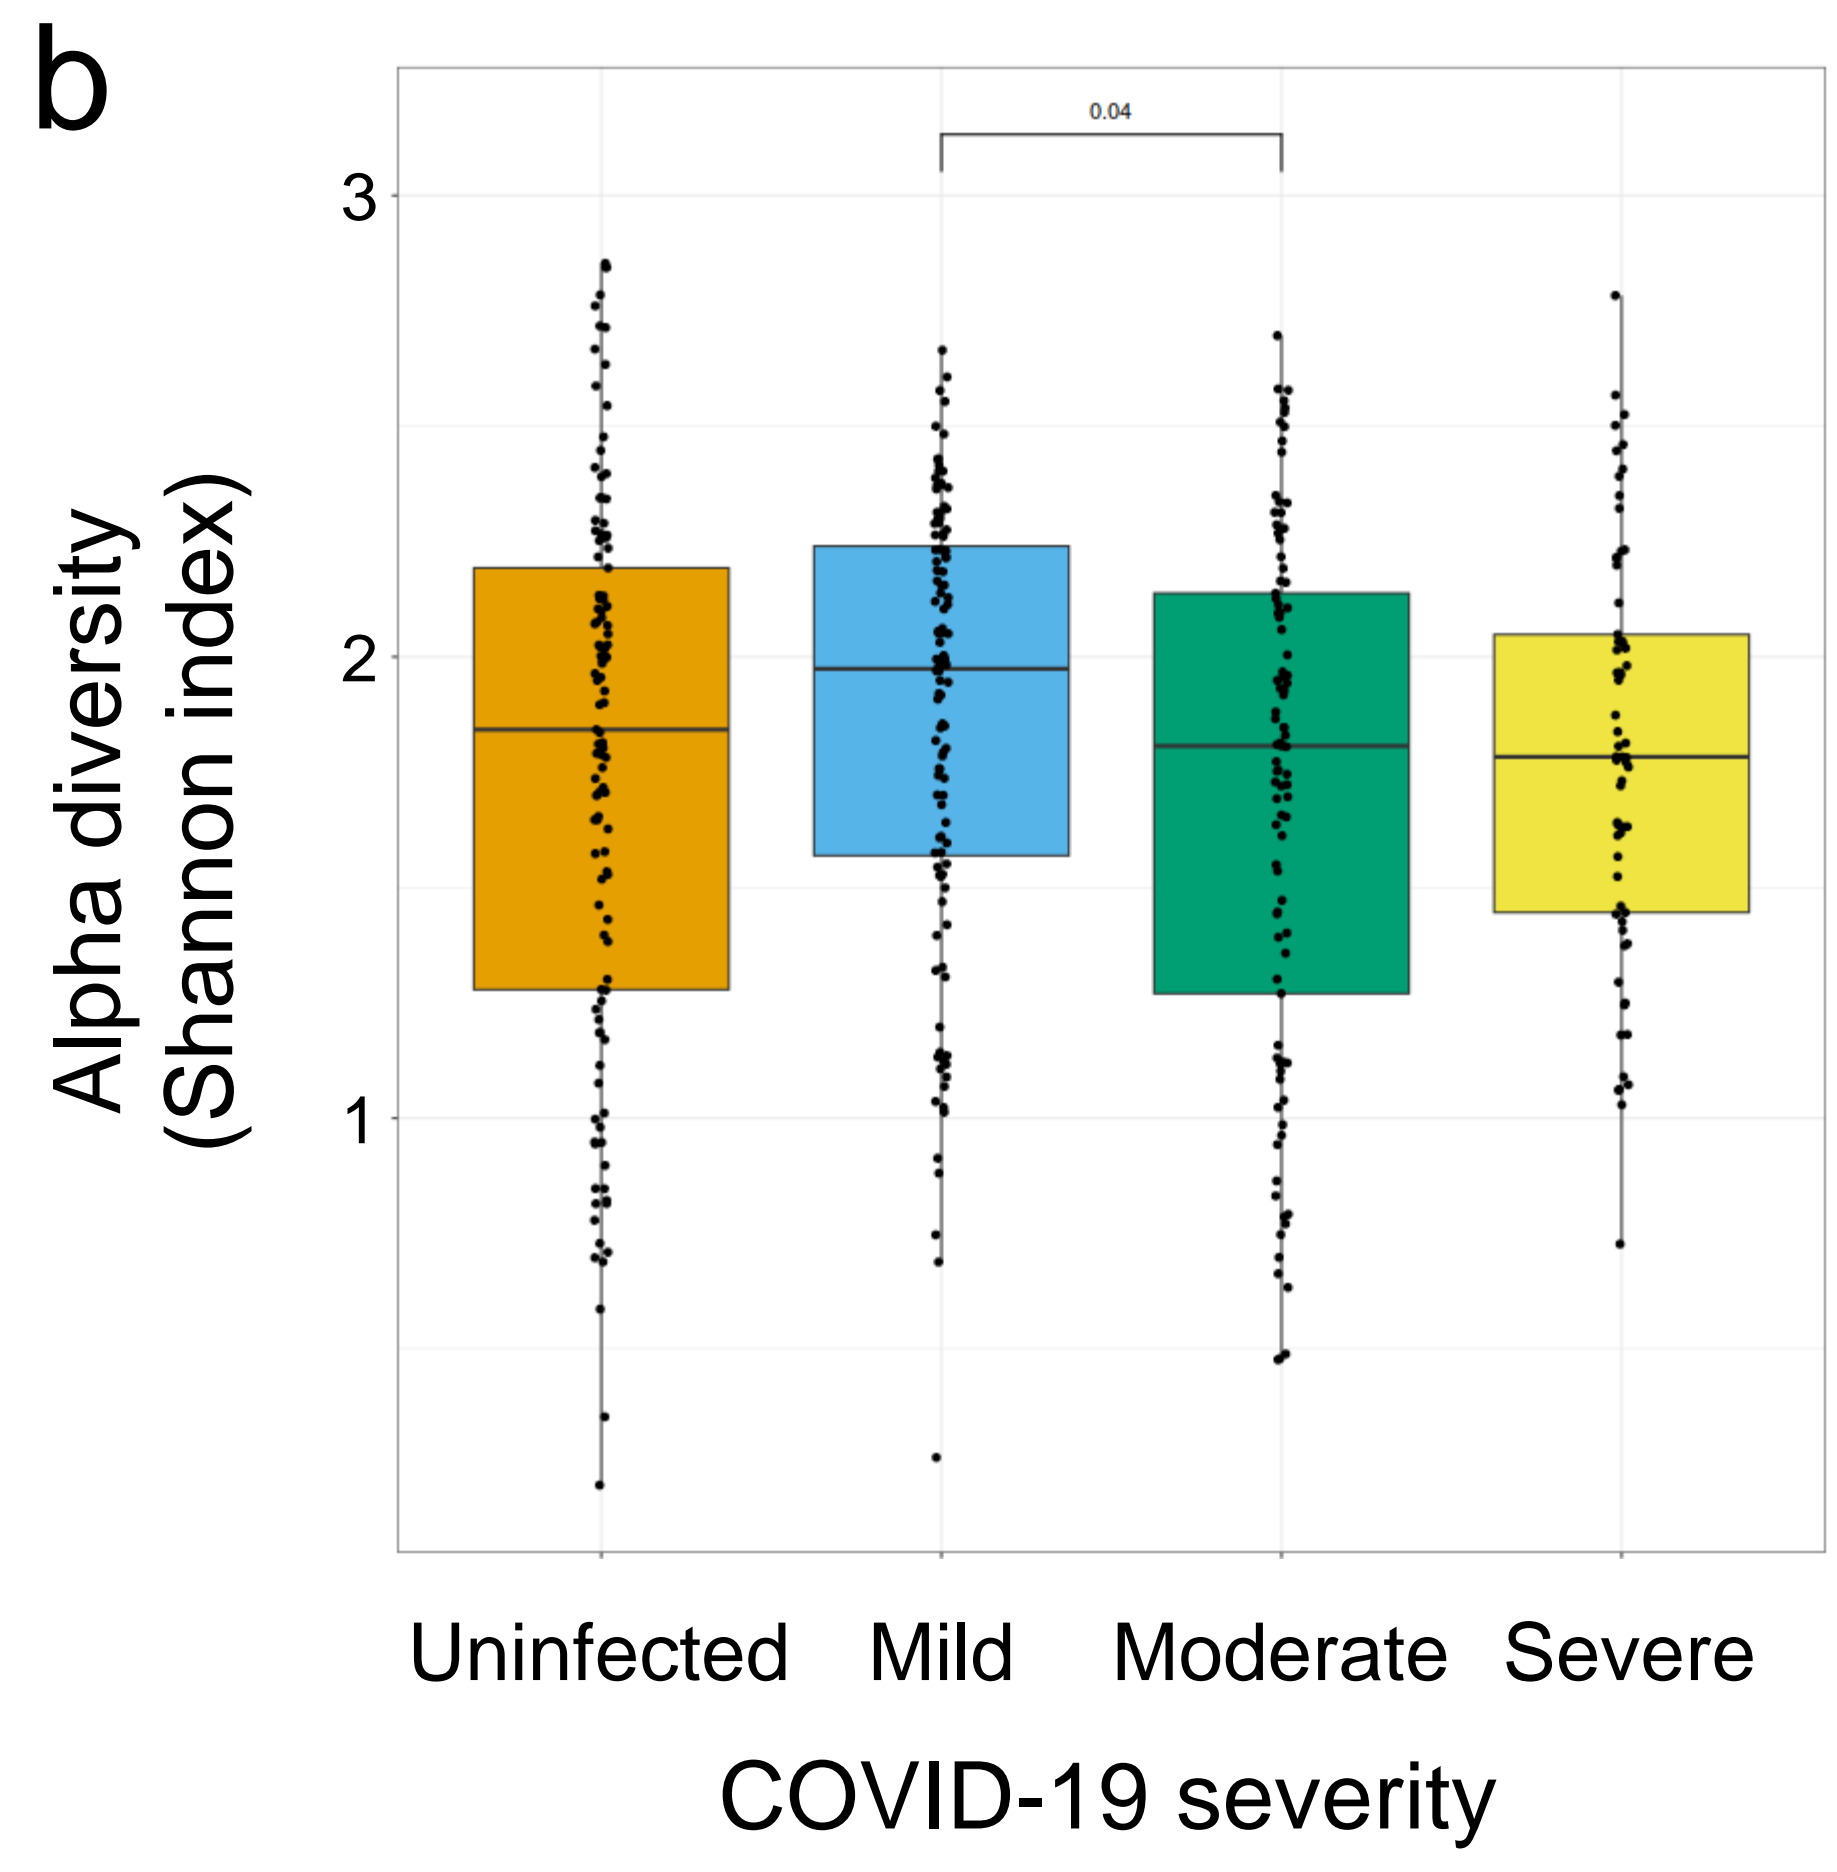 b
0.04
3
2
1
Alpha diversity
(Shannon index)
Uninfected Mild Moderate Severe
COVID-19 severity